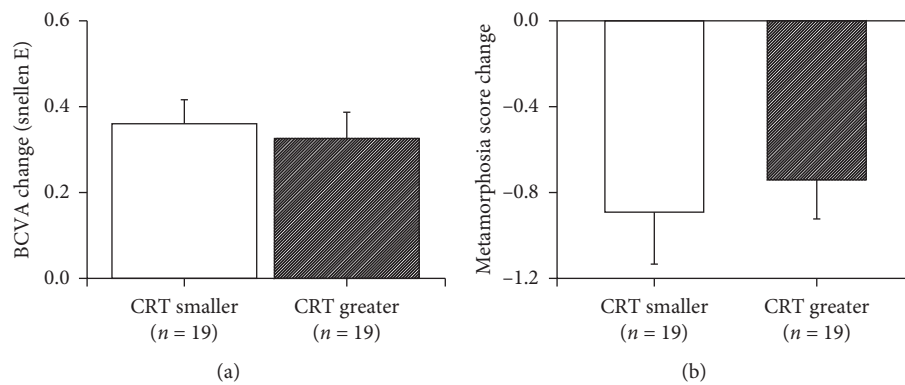 BCVA change (snellen E)
0.6
0.4
0.2
0.0
CRT smaller
(n = 19)
CRT greater
(n = 19)
(a)
Metamorphosia score change
0.0
−0.4
−0.8
−1.2
CRT smaller
(n = 19)
CRT greater
(n = 19)
(b)